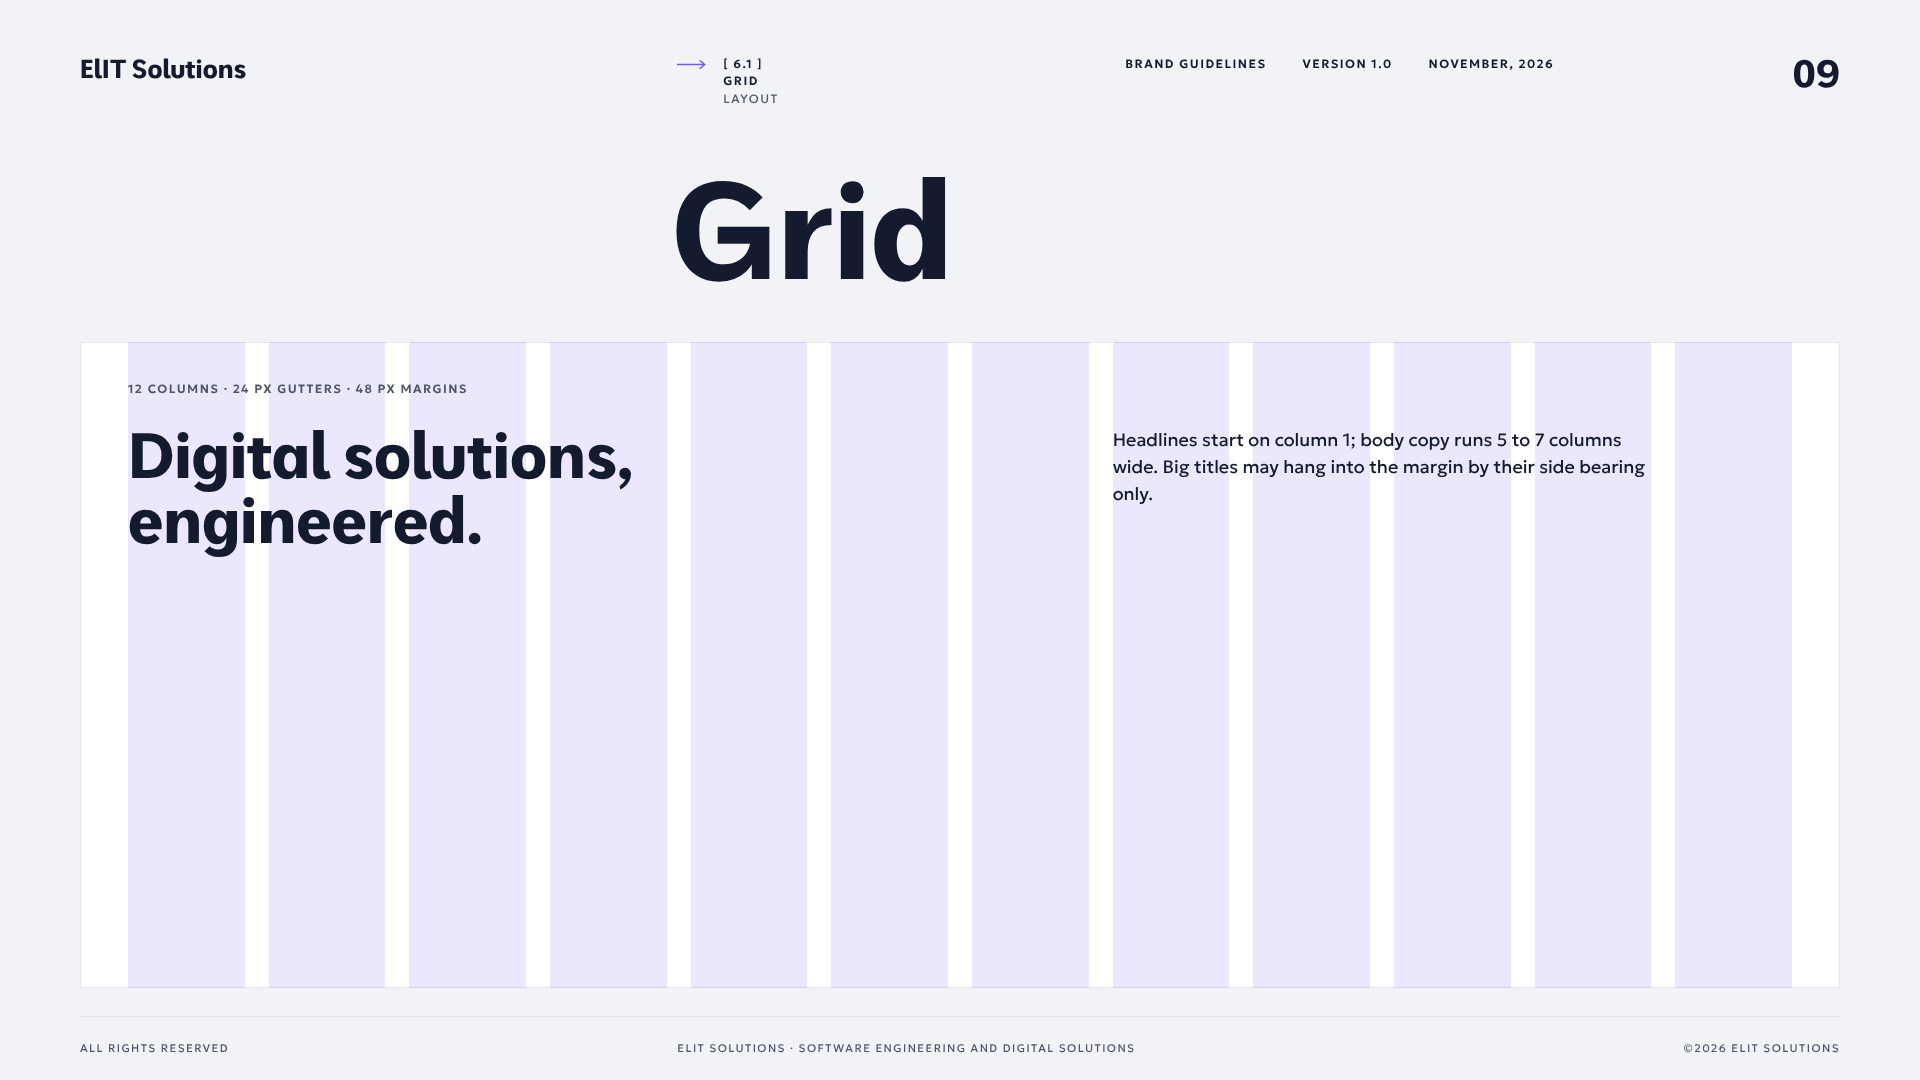 ElIT Solutions
[ 6.1 ]
GRID
LAYOUT
BRAND GUIDELINES
VERSION 1.0
NOVEMBER, 2026
09
Grid
12 COLUMNS · 24 PX GUTTERS · 48 PX MARGINS
Digital solutions,
engineered.
Headlines start on column 1; body copy runs 5 to 7 columns
wide. Big titles may hang into the margin by their side bearing
only.
ALL RIGHTS RESERVED
ELIT SOLUTIONS · SOFTWARE ENGINEERING AND DIGITAL SOLUTIONS
©2026 ELIT SOLUTIONS